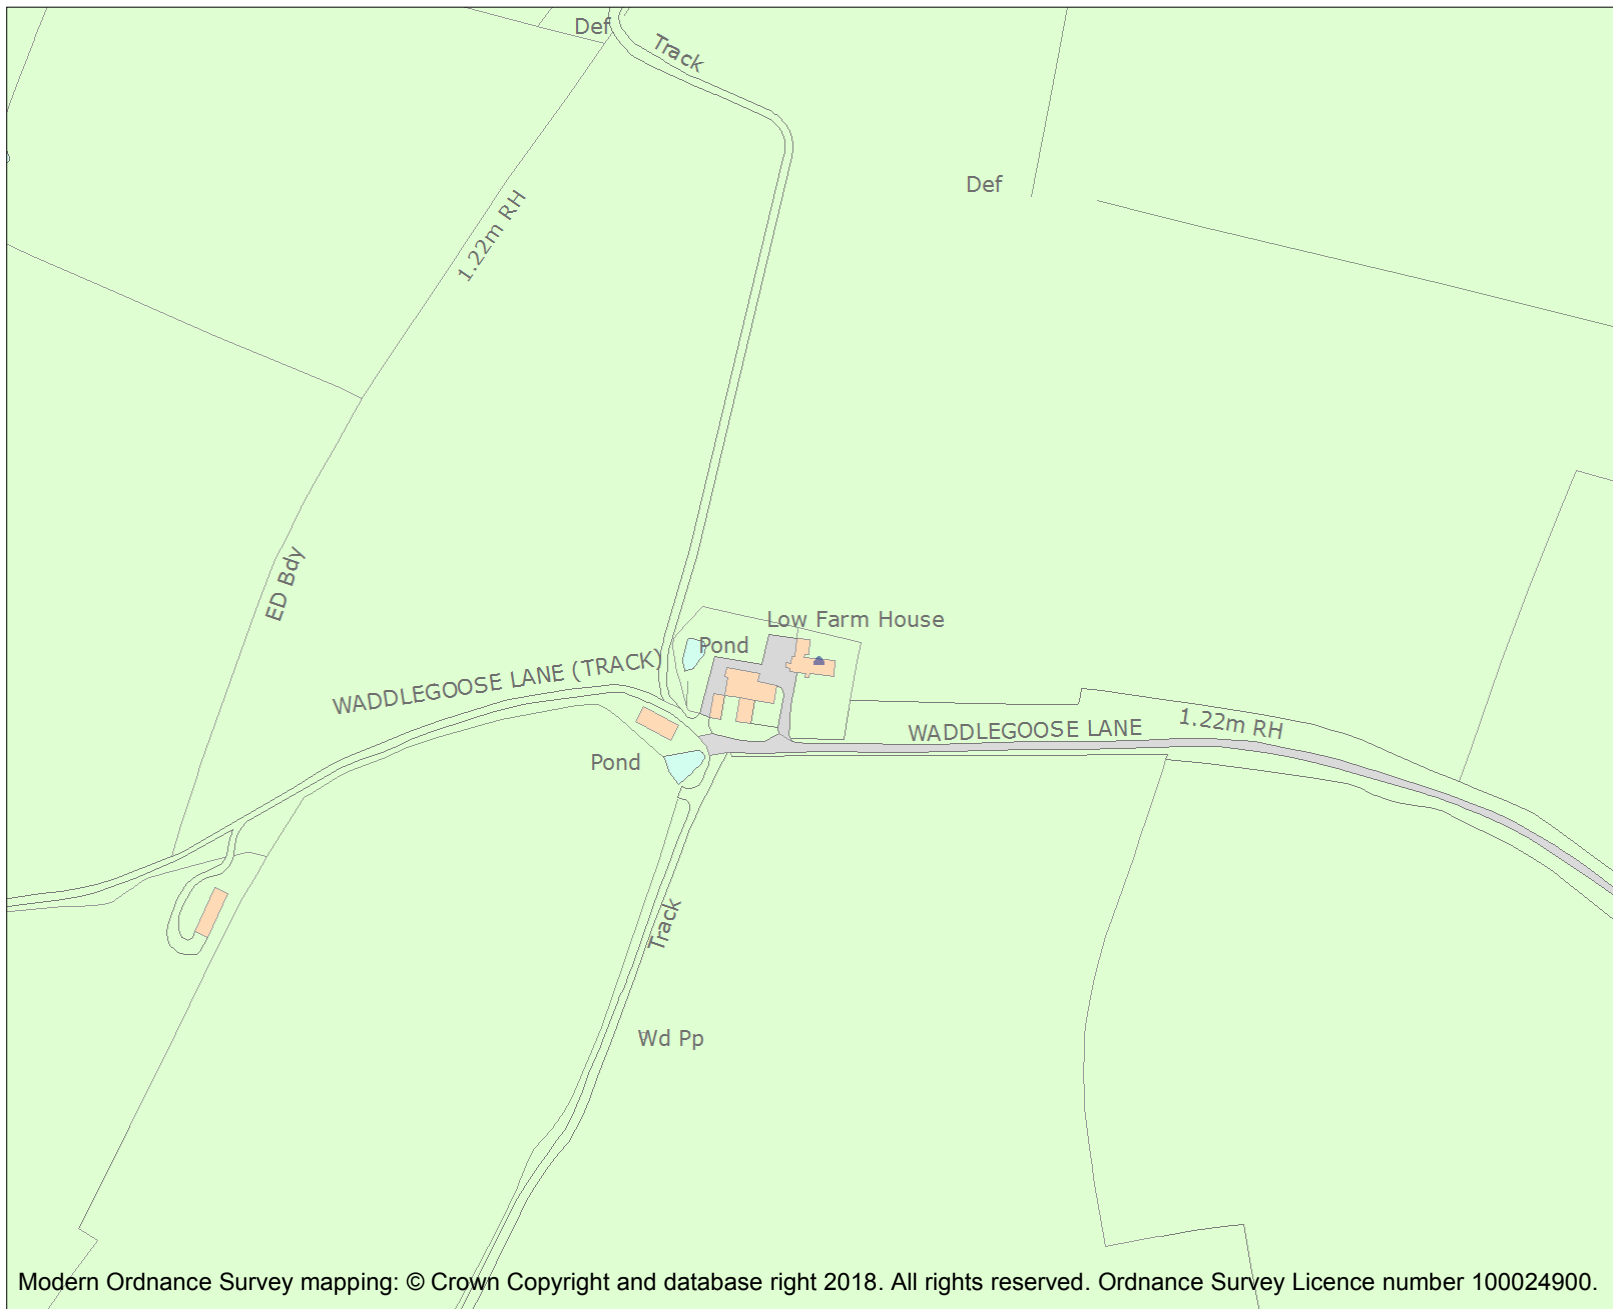 Def
Track
Def
1.22m RH
ED Bdy
Low Farm House
Pond
WADDLEGOOSE LANE (TRACK)
1.22m RH
WADDLEGOOSE LANE
Pond
Track
Wd Pp
Modern Ordnance Survey mapping: © Crown Copyright and database right 2018. All rights reserved. Ordnance Survey Licence number 100024900.